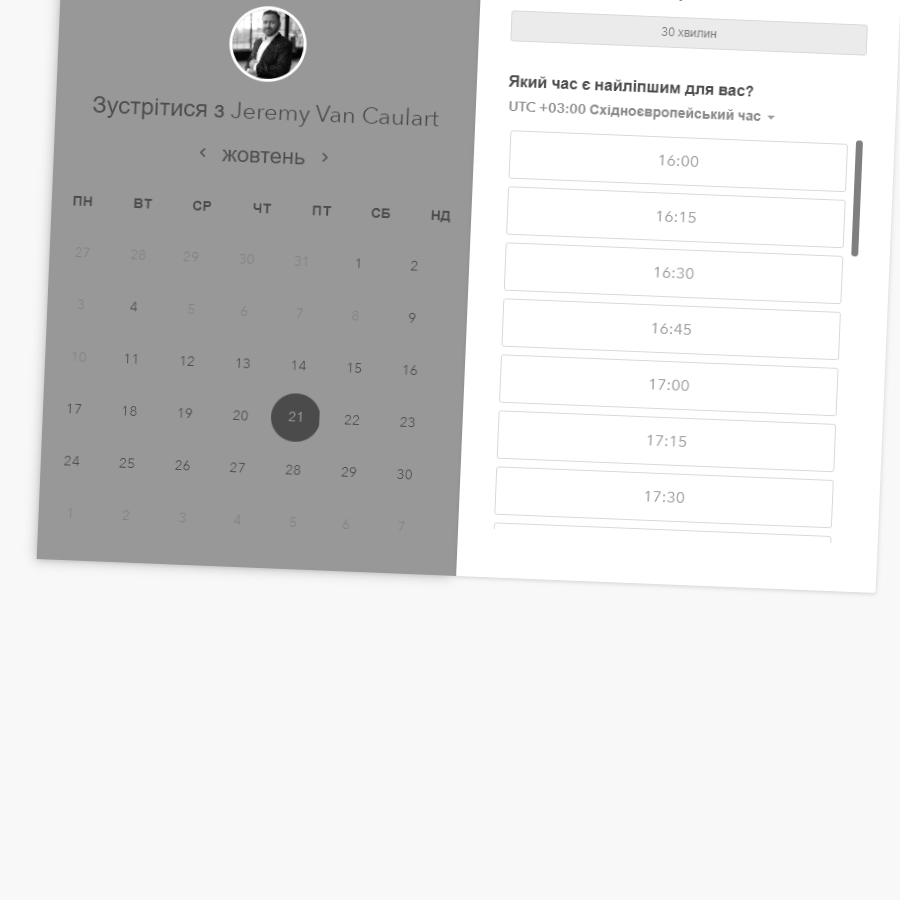 Зустрітися з Jeremy Van Caulart
жовтень
ПН ВТ СР ЧТ ПТ СБ НД
27 28 29 30 31 1 2
3 4 5 6 7 8 9
10 11 12 13 14 15 16
17 18 19 20 21 22 23
24 25 26 27 28 29 30
1 2 3 4 5 6 7
30 хвилин
Який час є найліпшим для вас?
UTC +03:00 Східноєвропейський час
16:00
16:15
16:30
16:45
17:00
17:15
17:30